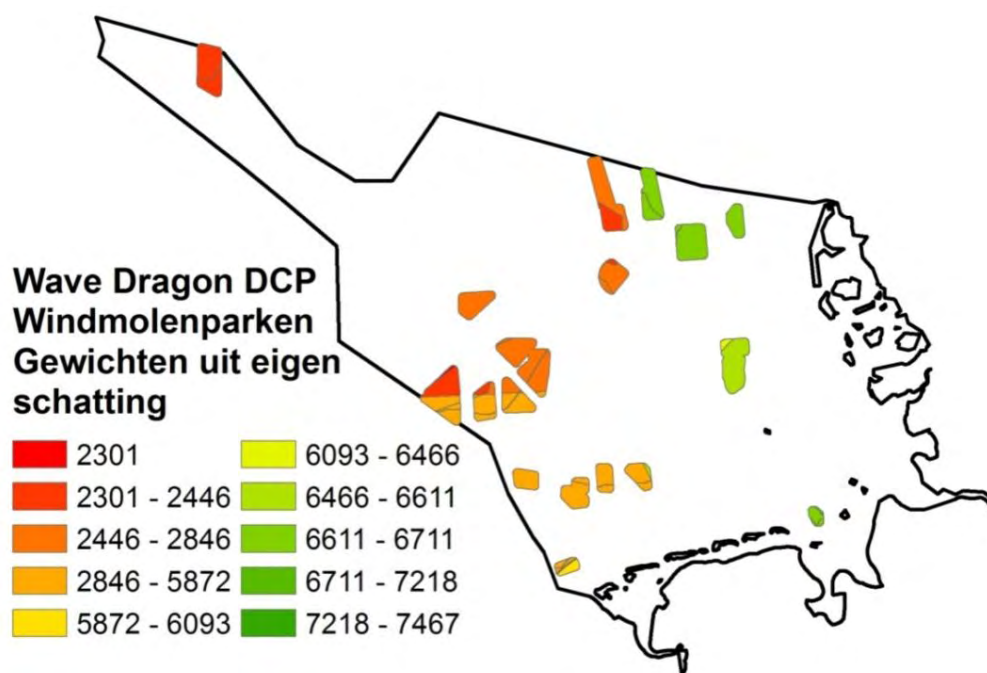 Wave Dragon DCP
Windmolenparken
Gewichten uit eigen
schatting
2301
2301 - 2446
2446 - 2846
2846 - 5872
5872 - 6093
6093 - 6466
6466 - 6611
6611 - 6711
6711 - 7218
7218 - 7467